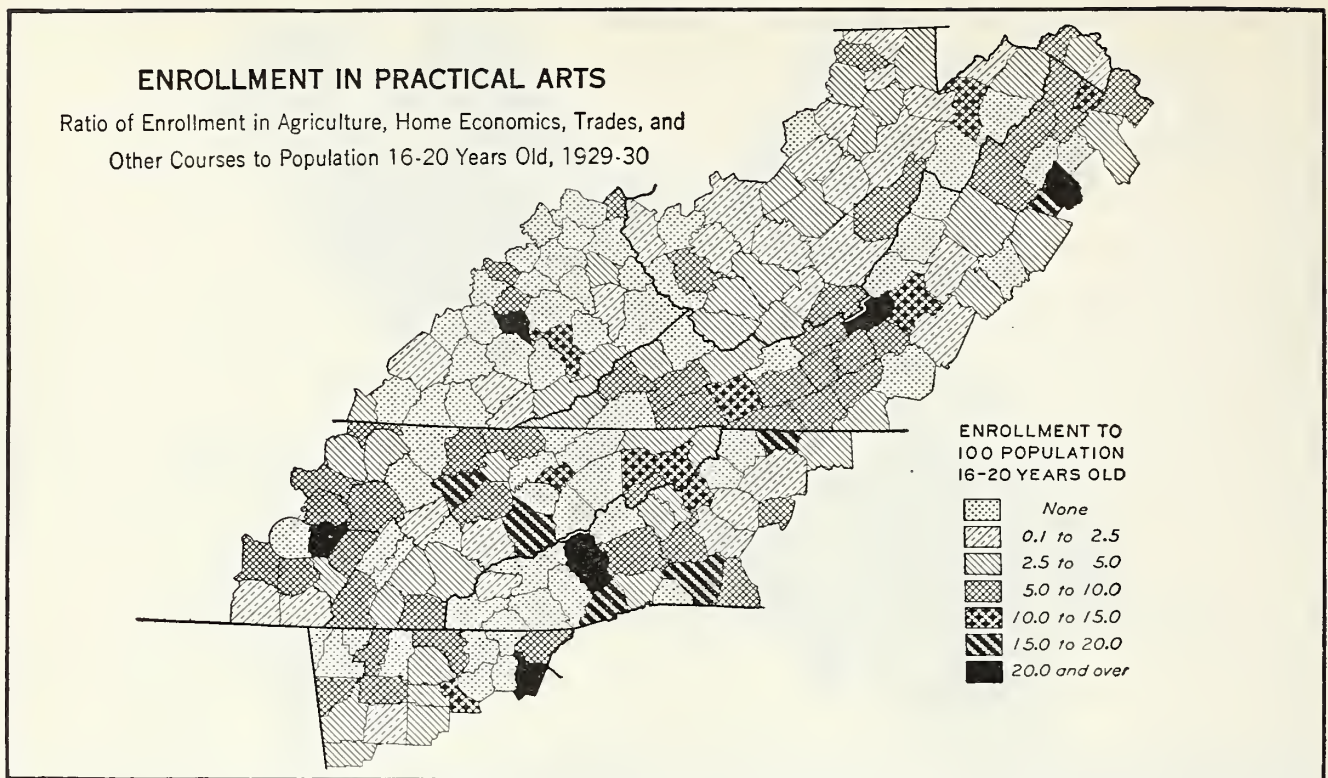 ENROLLMENT IN PRACTICAL ARTS
Ratio of Enrollment in Agriculture, Home Economics, Trades, and
Other Courses to Population 16-20 Years Old, 1929-30
ENROLLMENT TO
100 POPULATION
16-20 YEARS OLD
None
0.1 to 2.5
2.5 to 5.0
5.0 to 10.0
10.0 to 15.0
15.0 to 20.0
20.0 and over